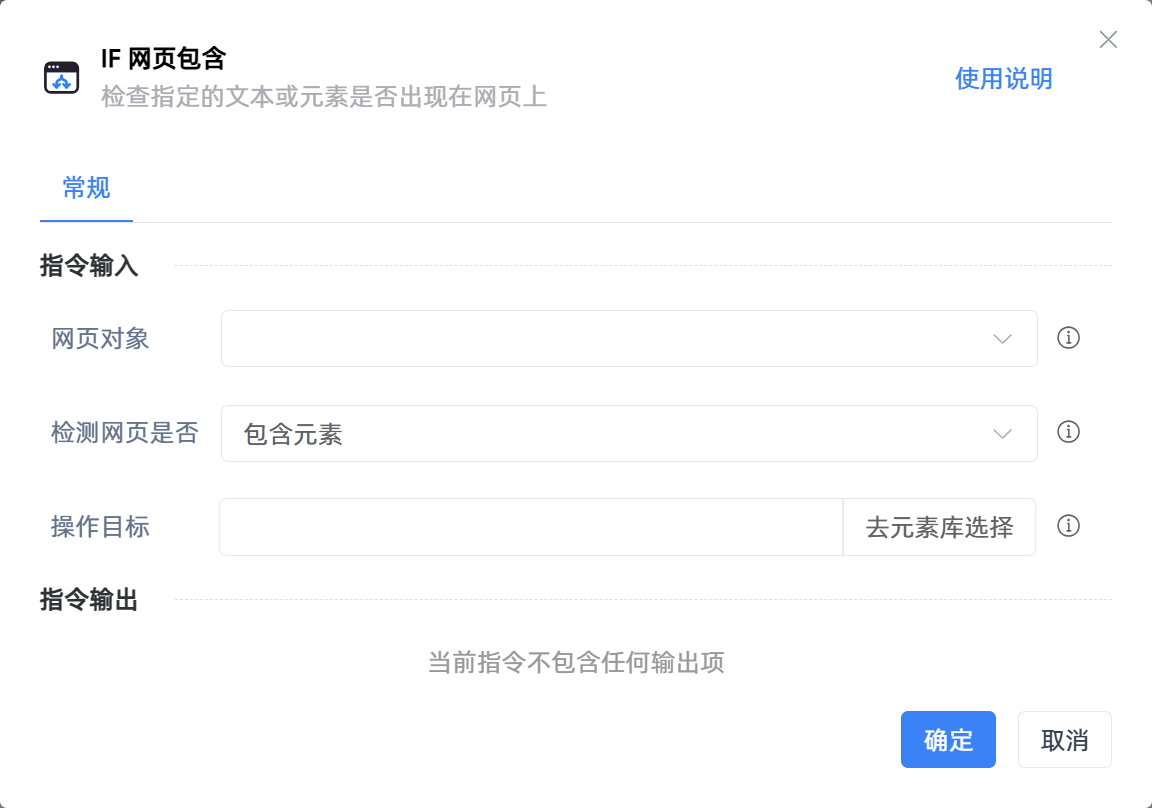 IF 网页包含
检查指定的文本或元素是否出现在网页上
使用说明
常规
指令输入
网页对象
检测网页是否
包含元素
操作目标
去元素库选择
指令输出
当前指令不包含任何输出项
确定
取消